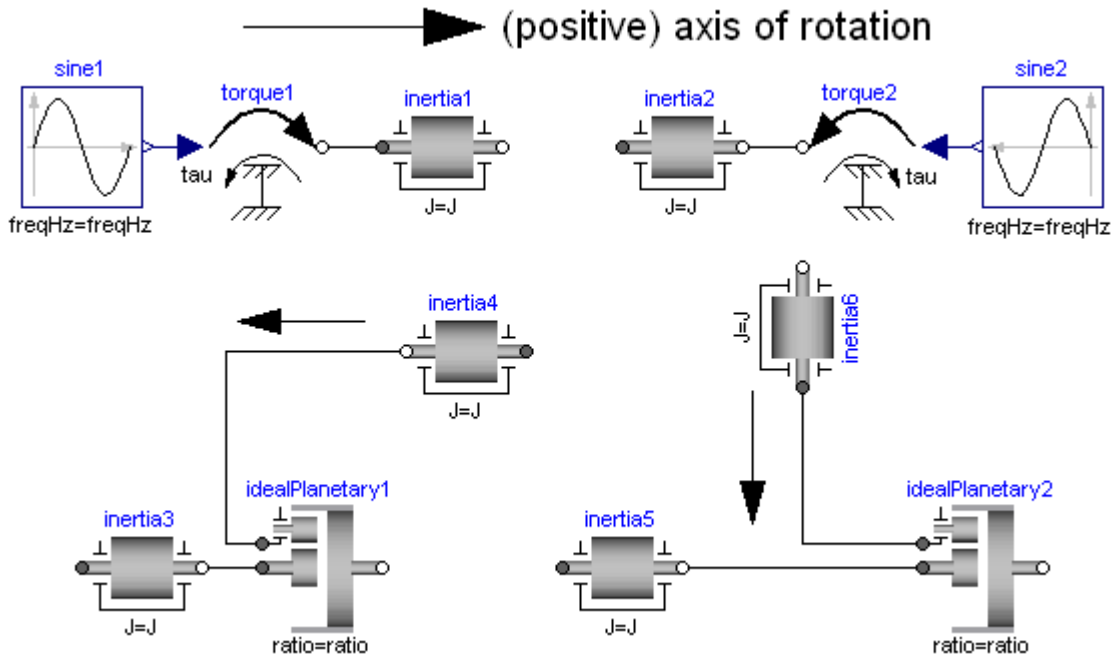 (positive) axis of rotation
sine1
torque1
inertia1
inertia2
torque2
sine2
tau
tau
J=J
J=J
freqHz=freqHz
freqHz=freqHz
inertia4
J=J
inertia6
J=J
idealPlanetary1
idealPlanetary2
inertia3
inertia5
J=J
J=J
ratio=ratio
ratio=ratio